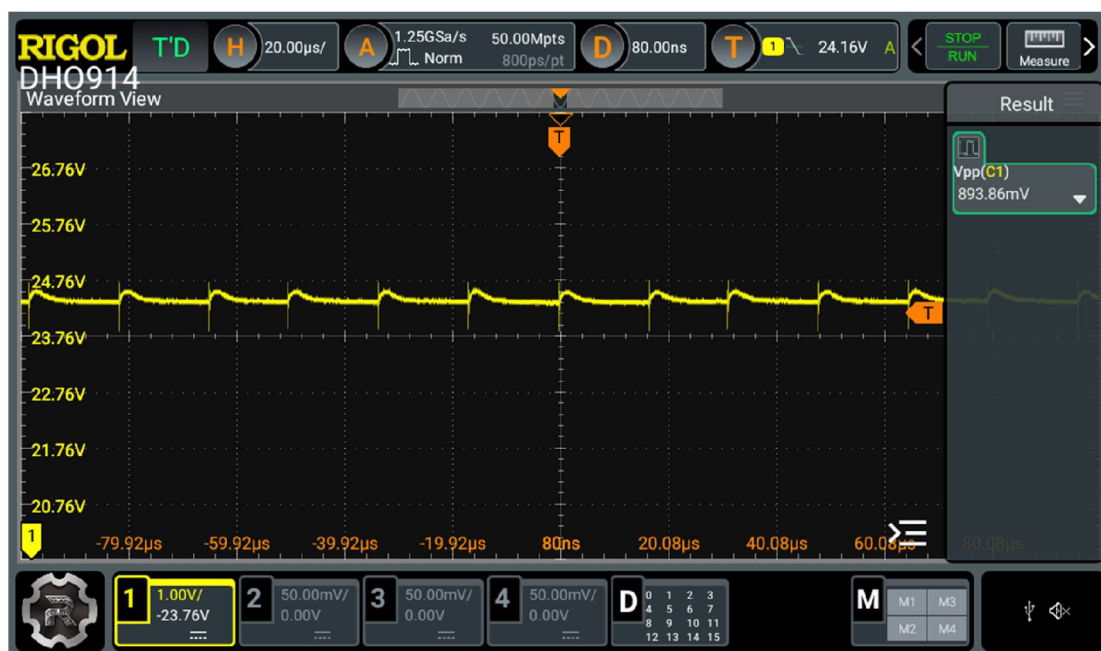 RIGOL T'D H 20.00μs/ A 1.25GSa/s 50.00Mpts D 80.00ns T 1 24.16V A < STOP >
Norm 800ps/pt RUN Measure
DHO914
Waveform View Result
T
26.76V Vpp(C1)
893.86mV
25.76V
24.76V
T
23.76V
22.76V
21.76V
20.76V
1 -79.92μs -59.92μs -39.92μs -19.92μs 80ns 20.08μs 40.08μs 60.08μs 80.08μs
1 1.00V/ 2 50.00mV/ 3 50.00mV/ 4 50.00mV/ D 0 1 2 3 M M1 M3
-23.76V 0.00V 0.00V 0.00V 4 5 6 7
8 9 10 11 M2 M4
12 13 14 15